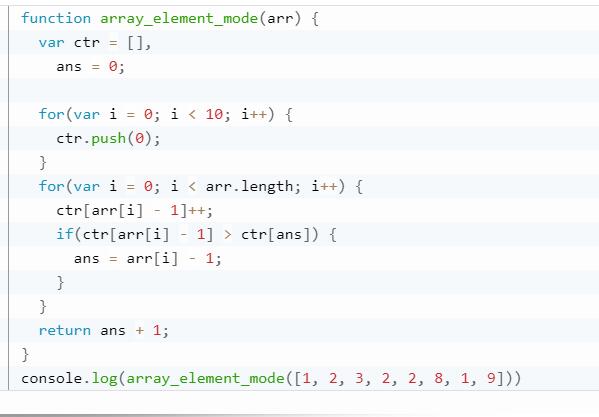 function array_element_mode(arr) {
var ctr = [],
ans = 0;
for(var i = 0; i < 10; i++) {
ctr.push(0);
}
for(var i = 0; i < arr.length; i++) {
ctr[arr[i] - 1]++;
if(ctr[arr[i] - 1] > ctr[ans]) {
ans = arr[i] - 1;
}
}
return ans + 1;
}
console.log(array_element_mode([1, 2, 3, 2, 2, 8, 1, 9]))